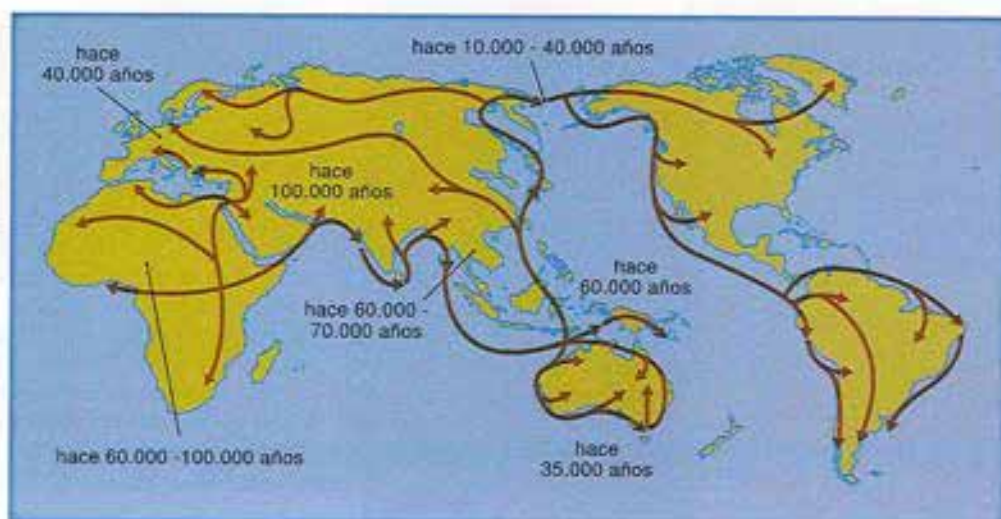 hace
40.000 años
hace 10.000 - 40.000 años
hace
100.000 años
hace
60.000 años
hace 60.000 -
70.000 años
hace 60.000 -100.000 años
hace
35.000 años